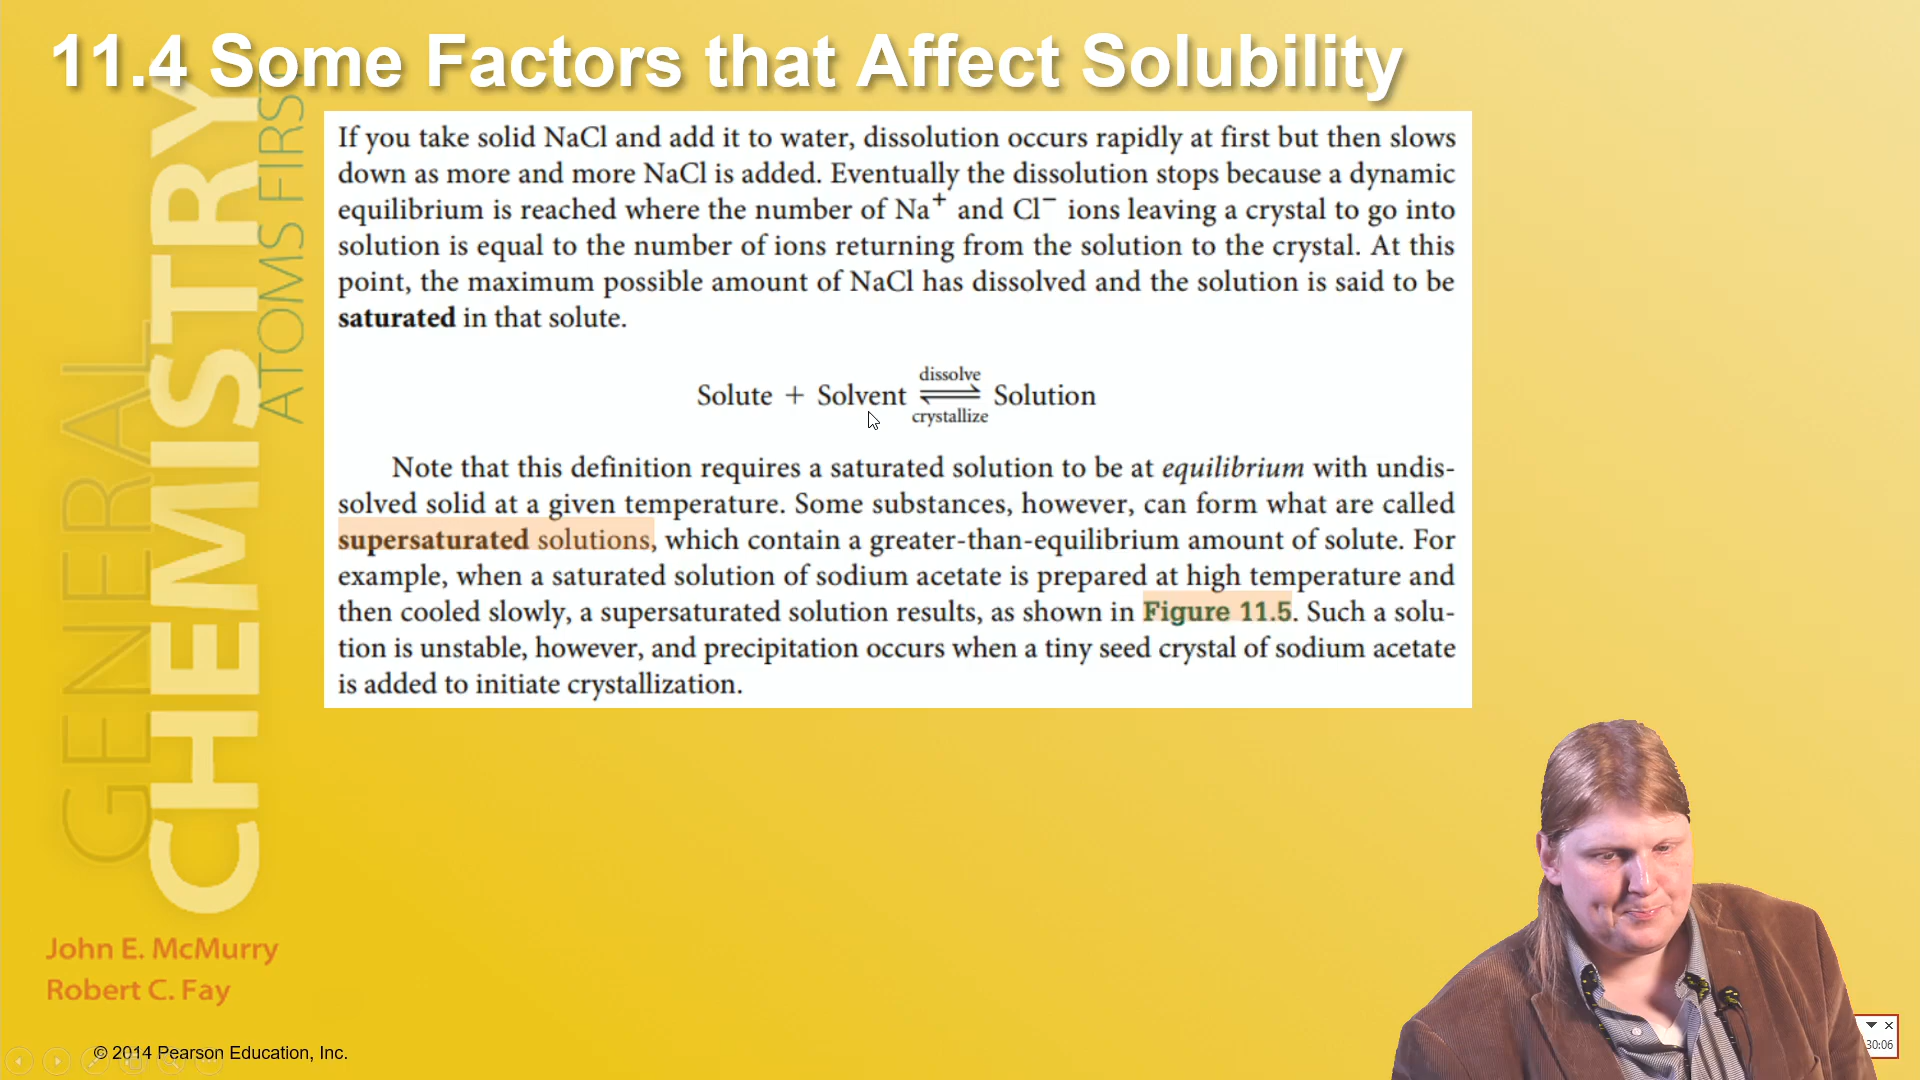 11.4 Some Factors that Affect Solubility
If you take solid NaCl and add it to water, dissolution occurs rapidly at first but then slows
down as more and more NaCl is added. Eventually the dissolution stops because a dynamic
equilibrium is reached where the number of Na⁺ and Cl⁻ ions leaving a crystal to go into
solution is equal to the number of ions returning from the solution to the crystal. At this
point, the maximum possible amount of NaCl has dissolved and the solution is said to be
saturated in that solute.
dissolve
Solute + Solvent ⇌ Solution
crystallize
Note that this definition requires a saturated solution to be at equilibrium with undis-
solved solid at a given temperature. Some substances, however, can form what are called
supersaturated solutions, which contain a greater-than-equilibrium amount of solute. For
example, when a saturated solution of sodium acetate is prepared at high temperature and
then cooled slowly, a supersaturated solution results, as shown in Figure 11.5. Such a solu-
tion is unstable, however, and precipitation occurs when a tiny seed crystal of sodium acetate
is added to initiate crystallization.
GENERAL
CHEMISTRY
ATOMS FIRST
John E. McMurry
Robert C. Fay
© 2014 Pearson Education, Inc.
30:06